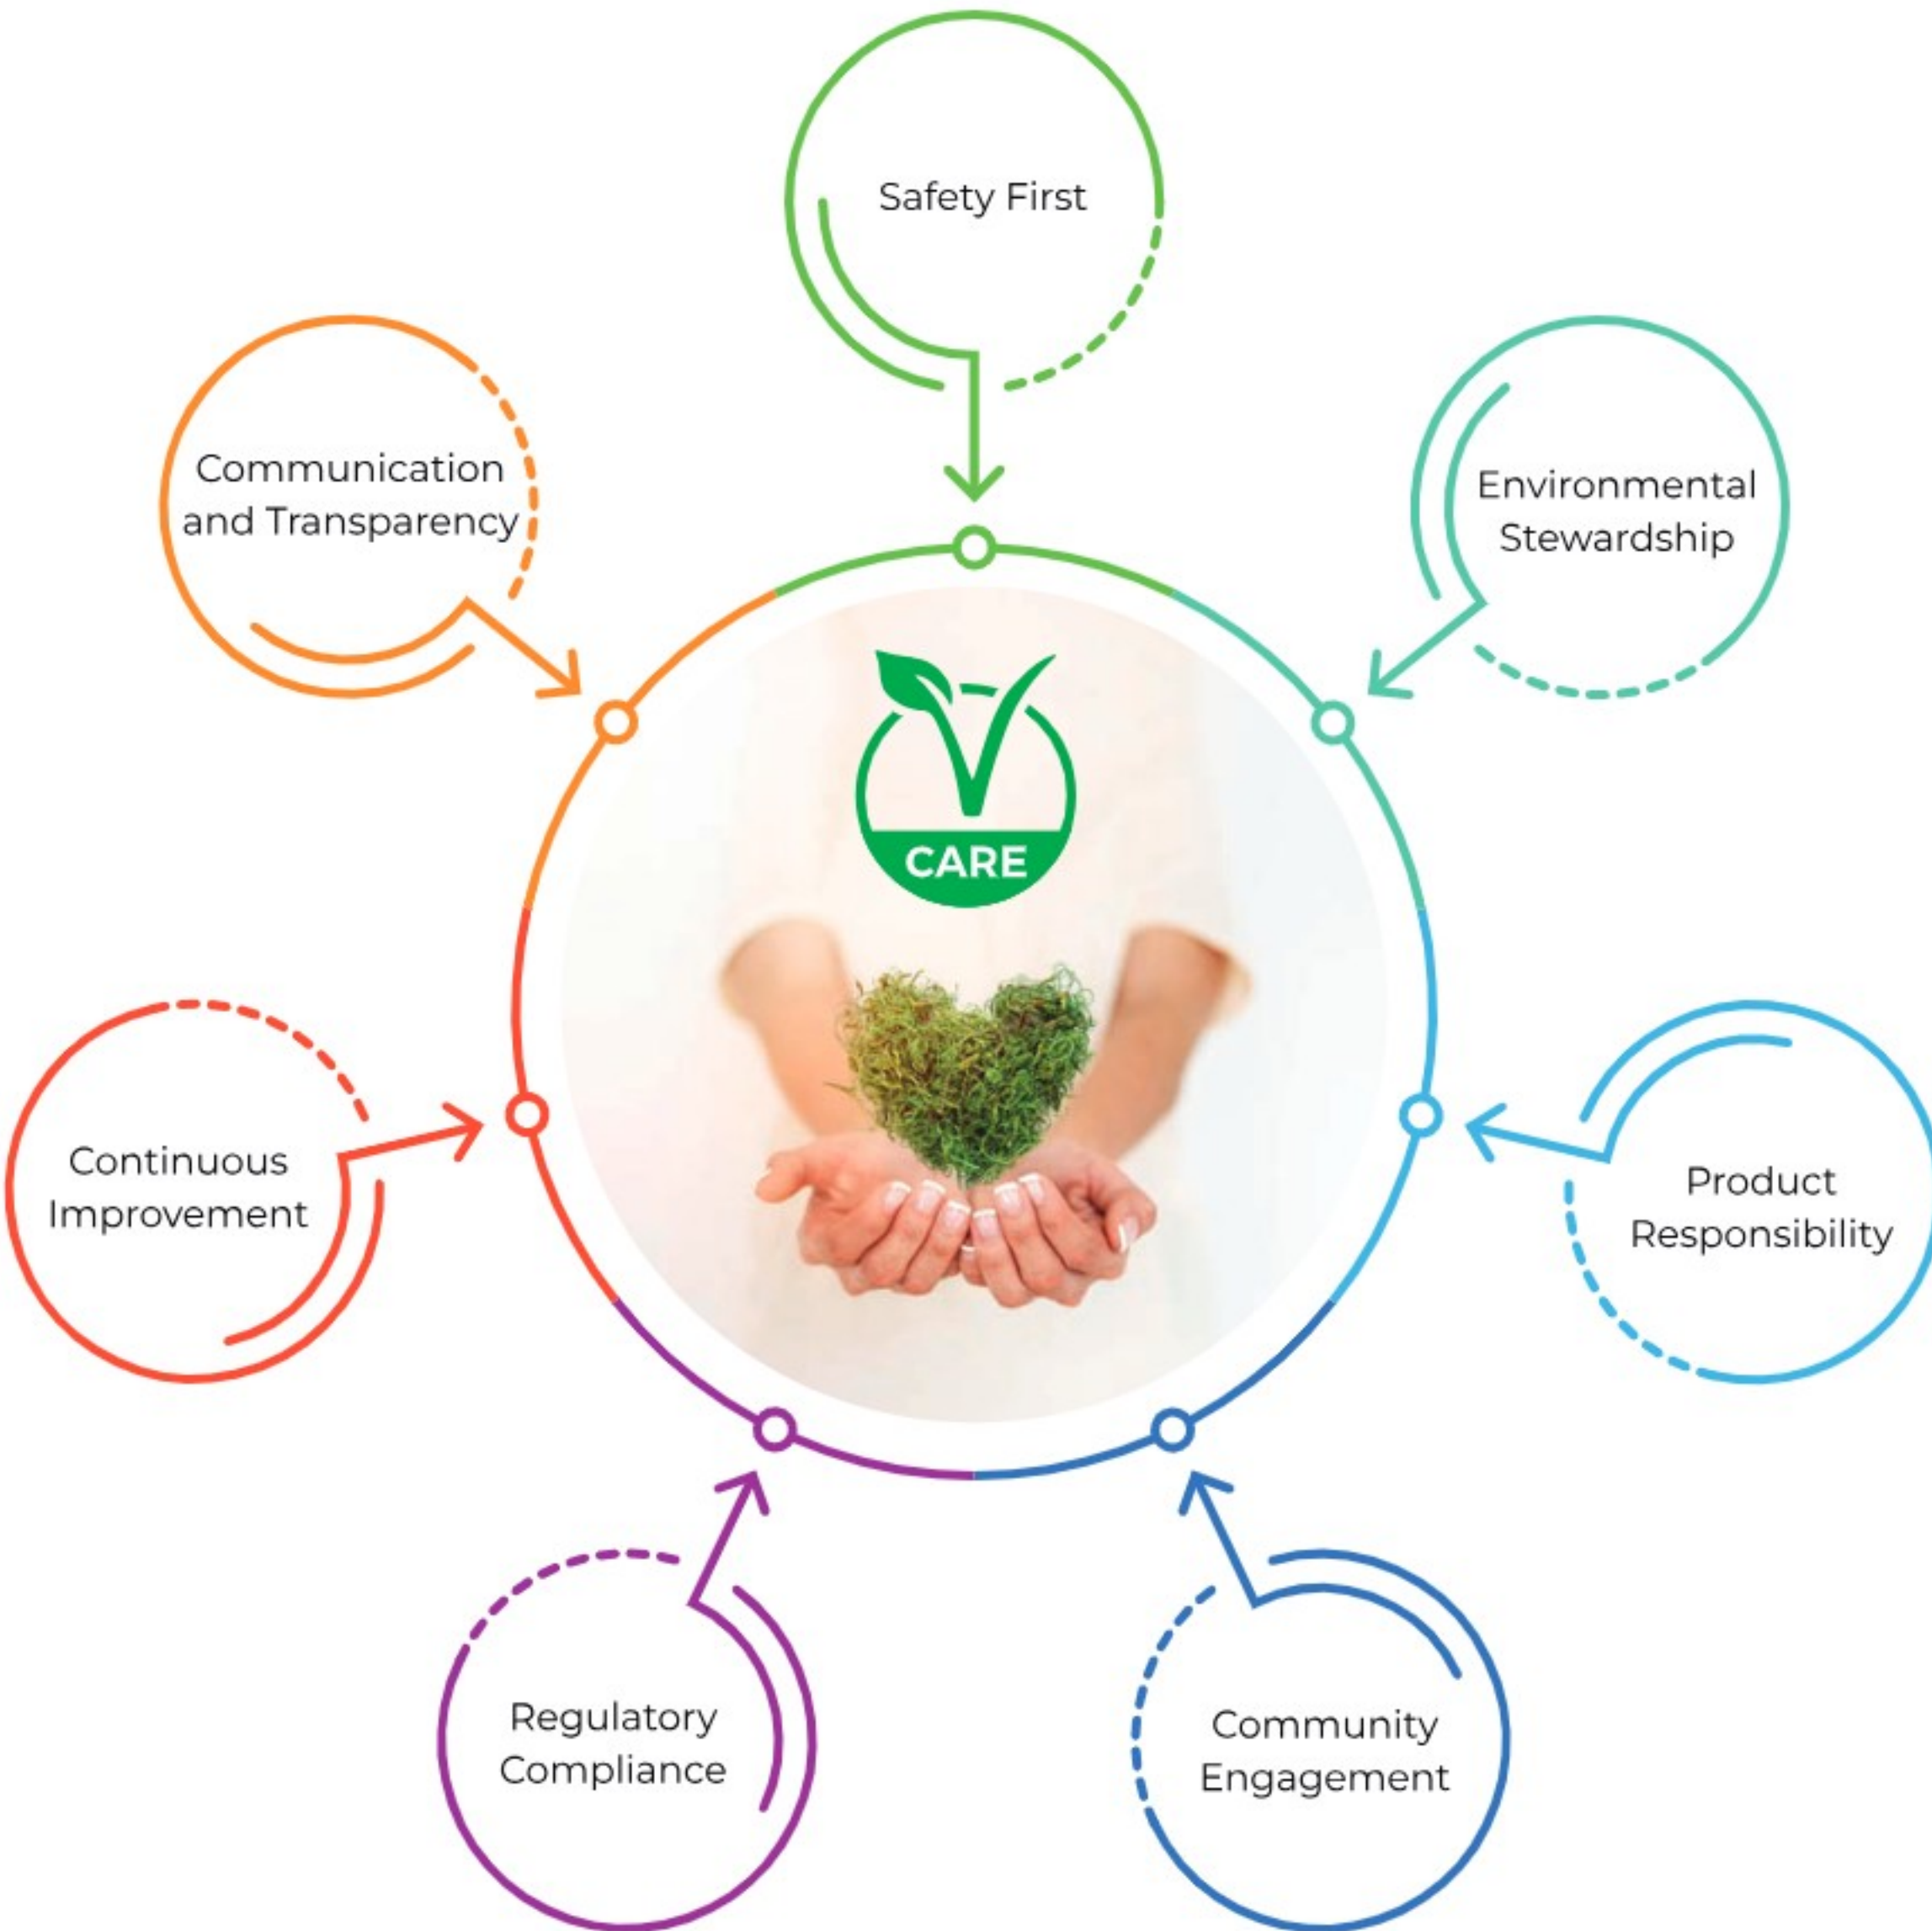 Safety First
Environmental
Stewardship
Product
Responsibility
Community
Engagement
Regulatory
Compliance
Continuous
Improvement
Communication
and Transparency
CARE